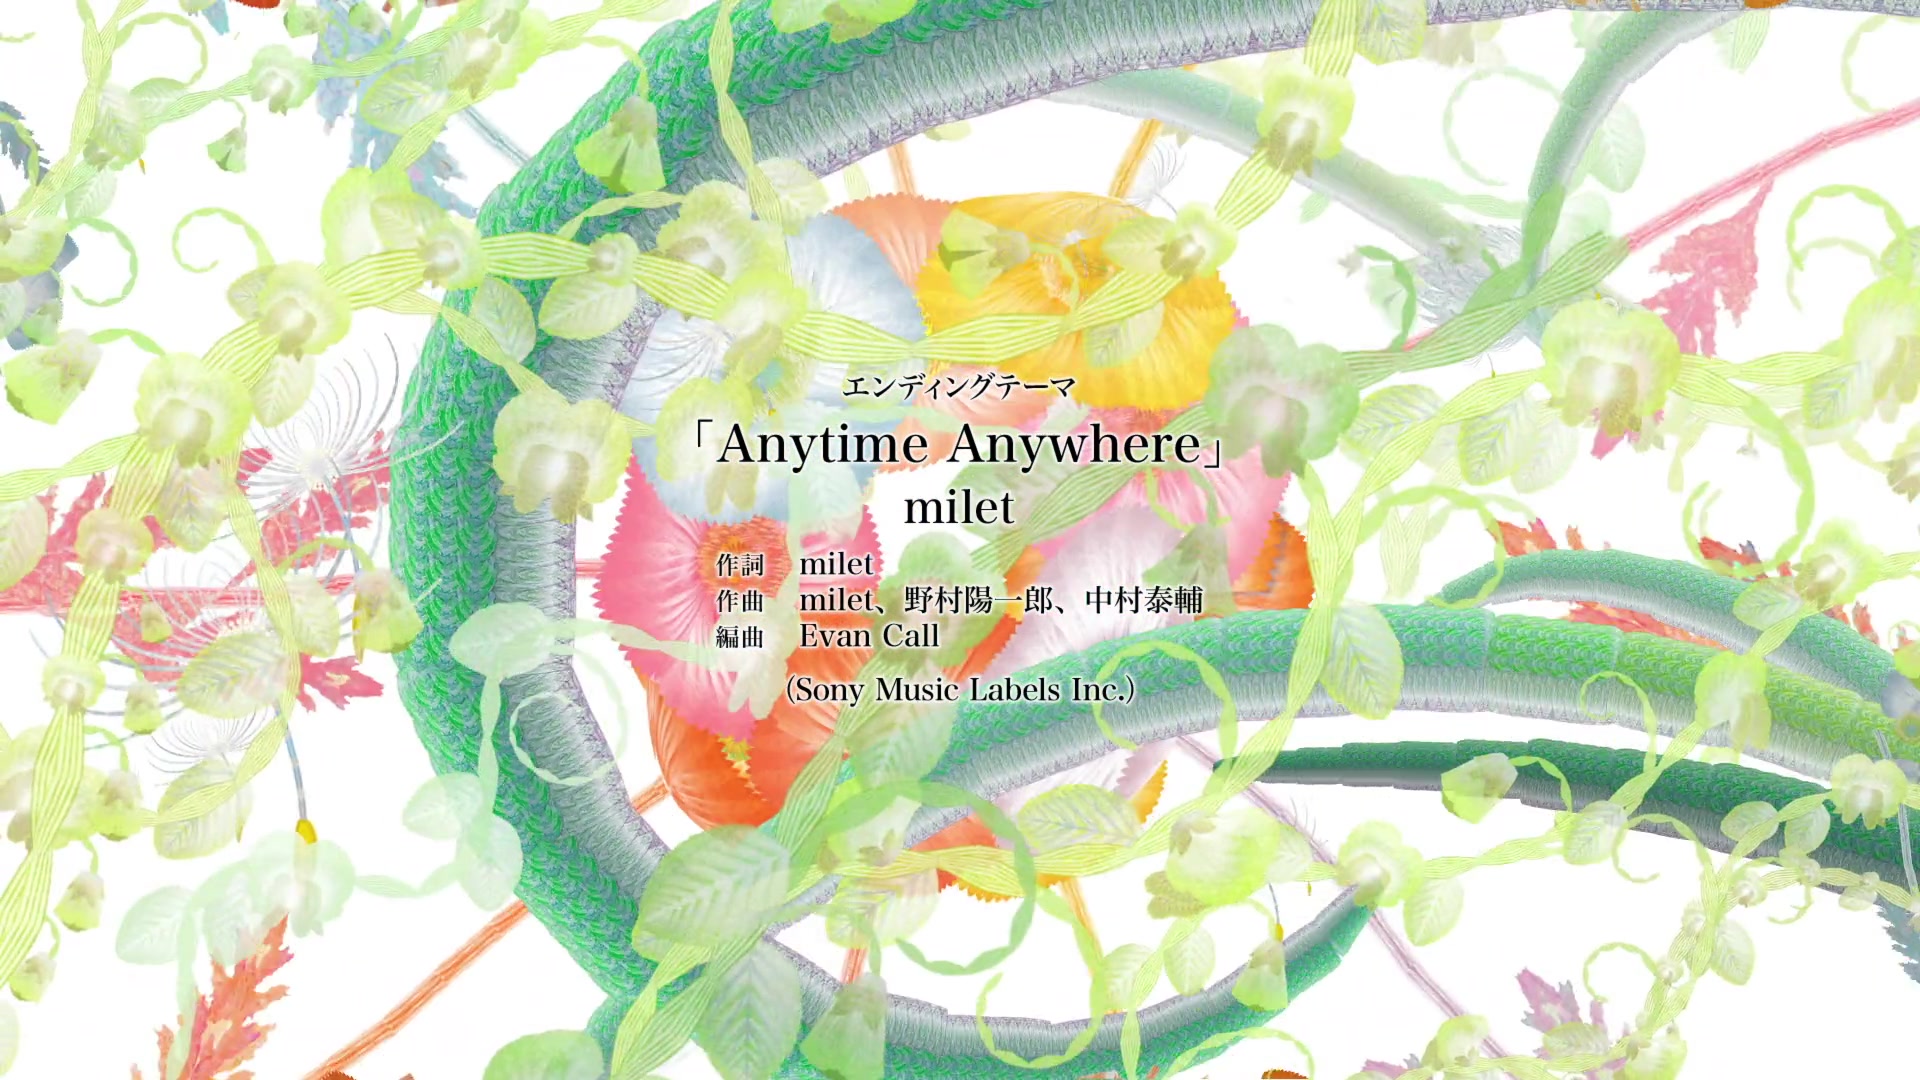 エンディングテーマ
「Anytime Anywhere」
milet
作詞 milet
作曲 milet、野村陽一郎、中村泰輔
編曲 Evan Call
(Sony Music Labels Inc.)